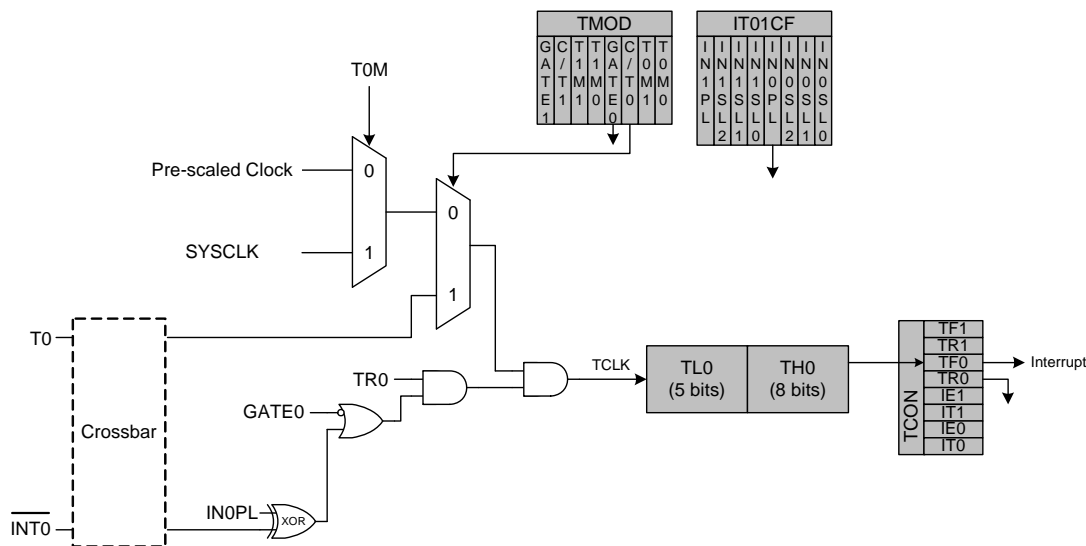 TMOD
GATE1
C/T1
T1M1
T1M0
GATE0
C/T0
T0M1
T0M0
IT01CF
IN1PL
IN1SL2
IN1SL1
IN1SL0
IN0PL
IN0SL2
IN0SL1
IN0SL0
T0M
Pre-scaled Clock
0
SYSCLK
1
0
1
T0
Crossbar
TR0
GATE0
IN0PL
XOR
INT0
TCLK
TL0
(5 bits)
TH0
(8 bits)
TCON
TF1
TR1
TF0
TR0
IE1
IT1
IE0
IT0
Interrupt